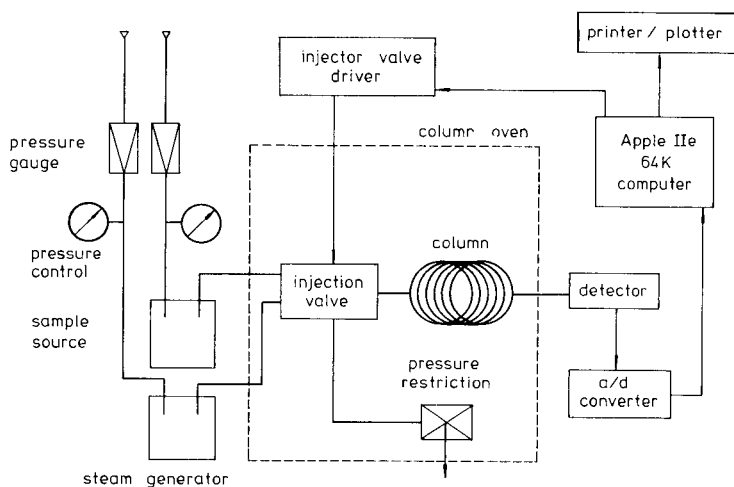 printer / plotter
injector valve
driver
column oven
pressure
gauge
Apple IIe
64K
computer
pressure
control
column
injection
valve
detector
sample
source
pressure
restriction
a/d
converter
steam generator